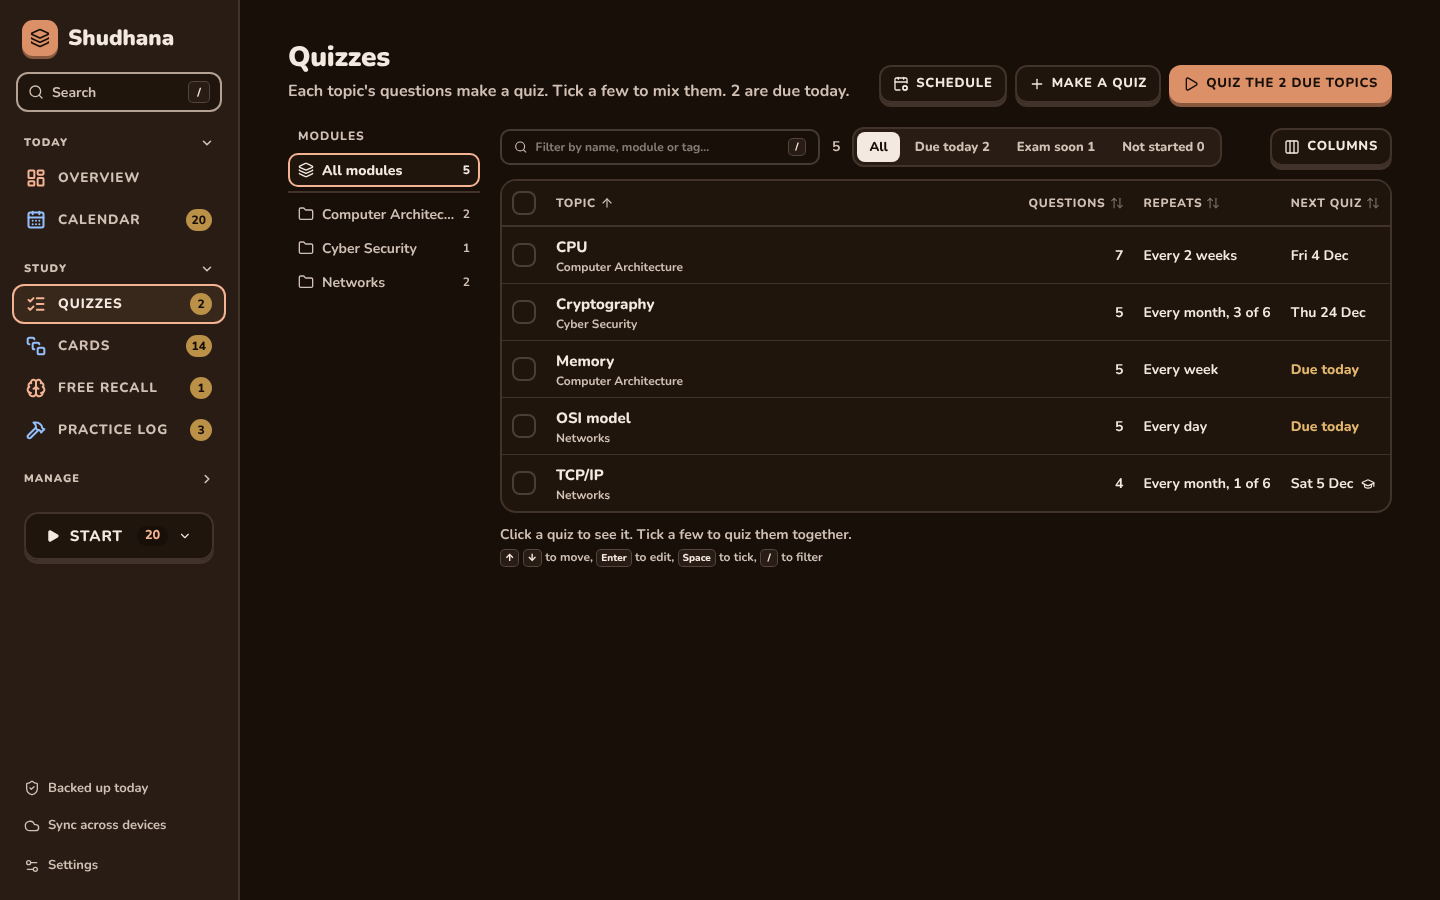 Shudhana
Search /
TODAY
OVERVIEW
CALENDAR 20
STUDY
QUIZZES 2
CARDS 14
FREE RECALL 1
PRACTICE LOG 3
MANAGE
START 20
Backed up today
Sync across devices
Settings
Quizzes
Each topic's questions make a quiz. Tick a few to mix them. 2 are due today.
SCHEDULE
MAKE A QUIZ
QUIZ THE 2 DUE TOPICS
MODULES
All modules 5
Computer Architec... 2
Cyber Security 1
Networks 2
Filter by name, module or tag... /
5
All
Due today 2
Exam soon 1
Not started 0
COLUMNS
TOPIC QUESTIONS REPEATS NEXT QUIZ
CPU 7 Every 2 weeks Fri 4 Dec
Computer Architecture
Cryptography 5 Every month, 3 of 6 Thu 24 Dec
Cyber Security
Memory 5 Every week Due today
Computer Architecture
OSI model 5 Every day Due today
Networks
TCP/IP 4 Every month, 1 of 6 Sat 5 Dec
Networks
Click a quiz to see it. Tick a few to quiz them together.
↑ ↓ to move, Enter to edit, Space to tick, / to filter